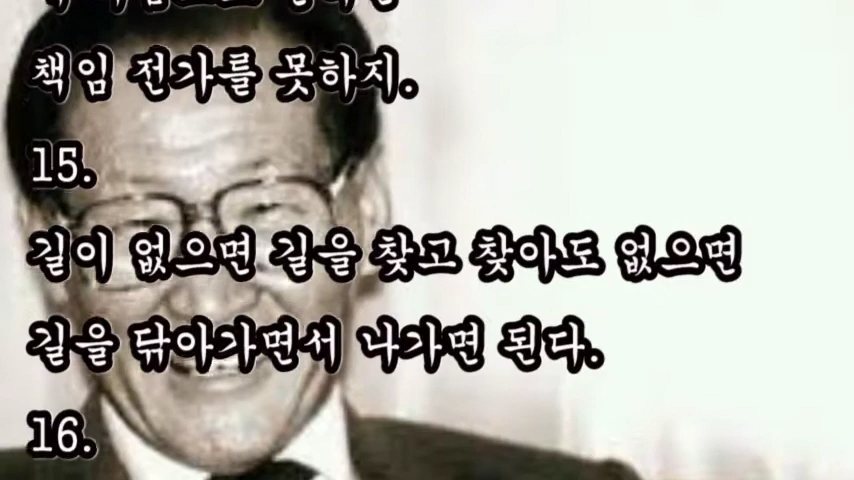 책임 전가를 못하지.
15.
길이 없으면 길을 찾고 찾아도 없으면
길을 닦아가면서 나가면 된다.
16.